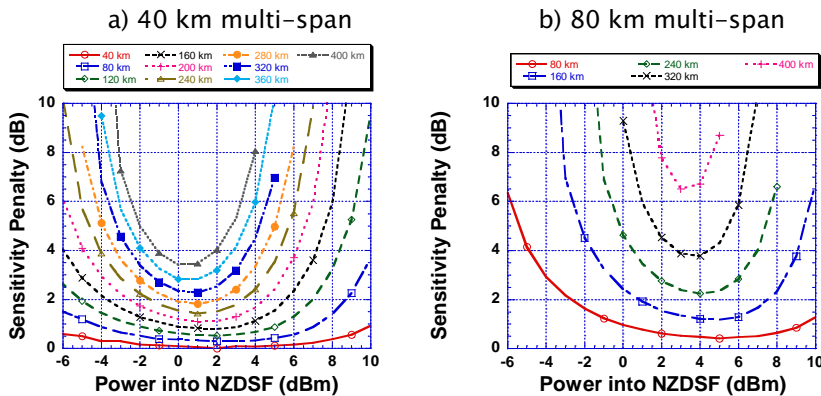 a) 40 km multi-span
40 km
80 km
120 km
160 km
200 km
240 km
280 km
320 km
360 km
400 km
Sensitivity Penalty (dB)
10
8
6
4
2
0
-6 -4 -2 0 2 4 6 8 10
Power into NZDSF (dBm)
b) 80 km multi-span
80 km
160 km
240 km
320 km
400 km
Sensitivity Penalty (dB)
10
8
6
4
2
0
-6 -4 -2 0 2 4 6 8 10
Power into NZDSF (dBm)